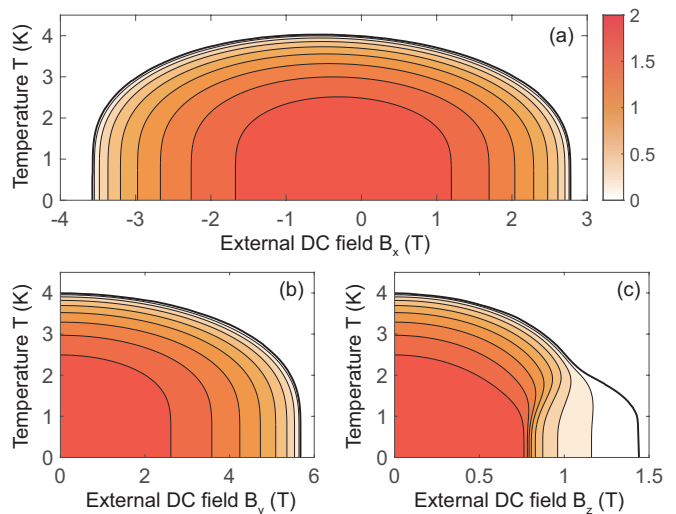 (a)
Temperature T (K)
4
3
2
1
0
-4 -3 -2 -1 0 1 2 3
External DC field B_x (T)
2
1.5
1
0.5
0
(b)
Temperature T (K)
4
3
2
1
0
0 2 4 6
External DC field B_y (T)
(c)
Temperature T (K)
4
3
2
1
0
0 0.5 1 1.5
External DC field B_z (T)